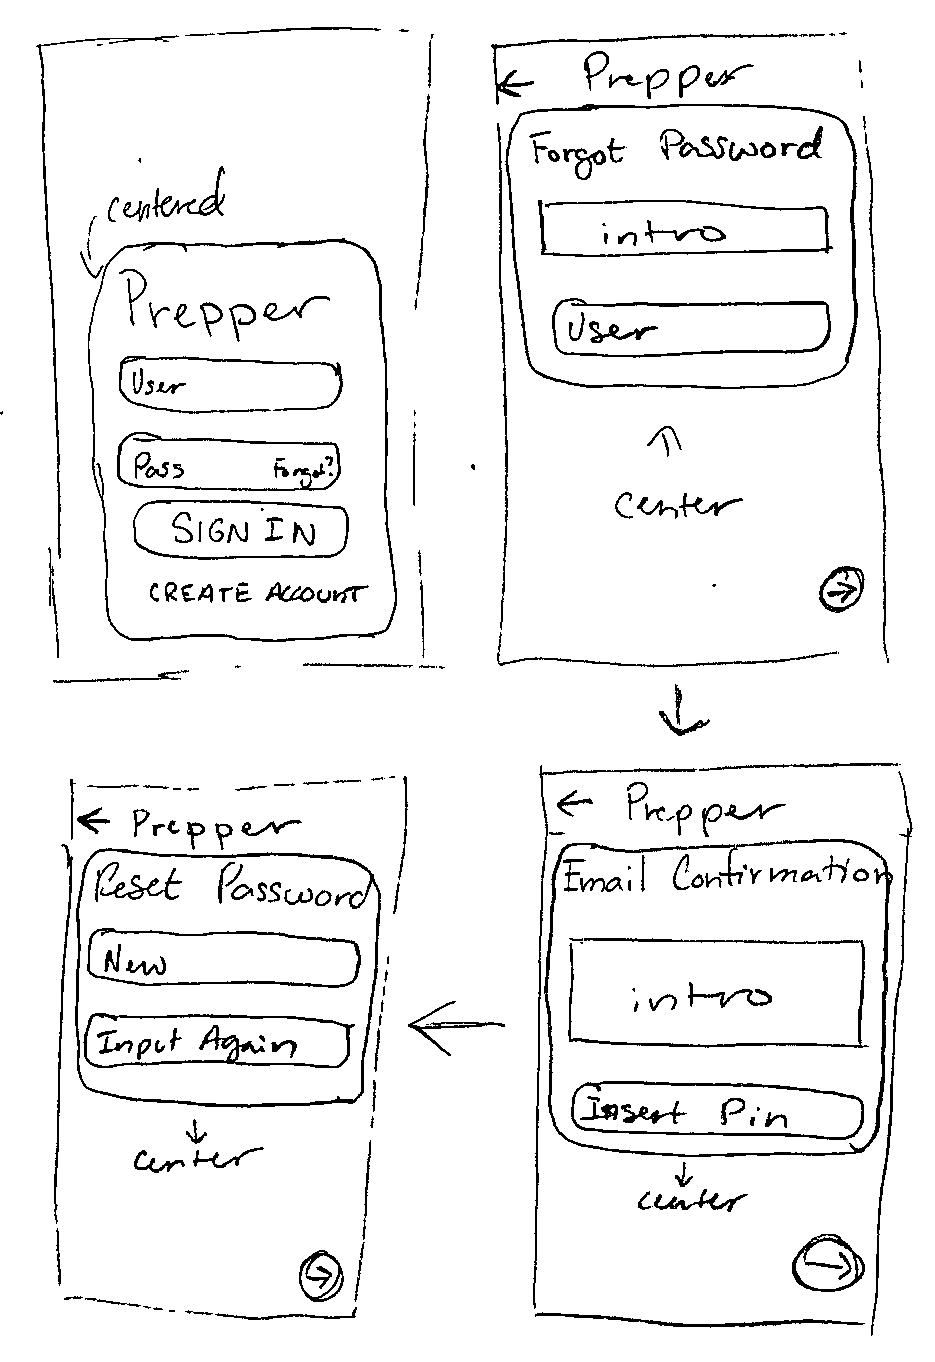 centered
Prepper
User
Pass Forgot?
SIGN IN
CREATE ACCOUNT
Prepper
Forgot Password
intro
User
center
Prepper
Email Confirmation
intro
Insert Pin
center
Prepper
Reset Password
New
Input Again
center